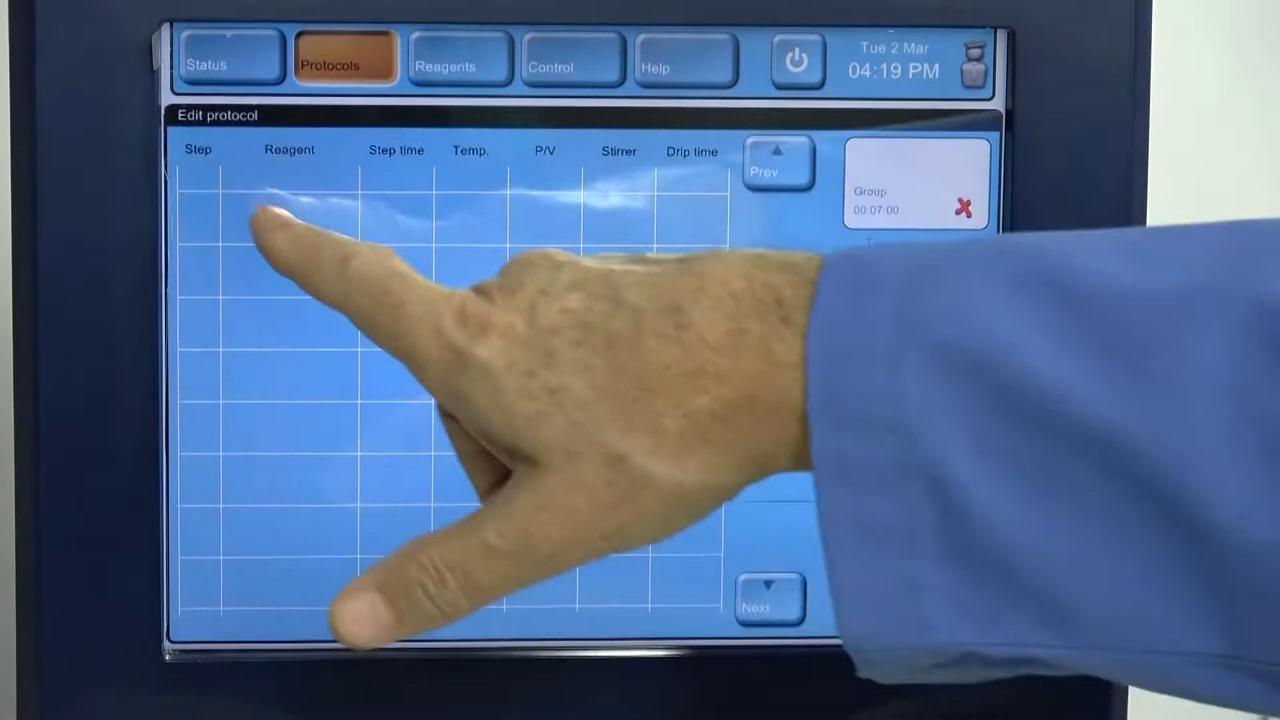 Status
Protocols
Reagents
Control
Help
Tue 2 Mar
04:19 PM
Edit protocol
Step
Reagent
Step time
Temp.
P/V
Stirrer
Drip time
Prev
Group
00:07:00
Next